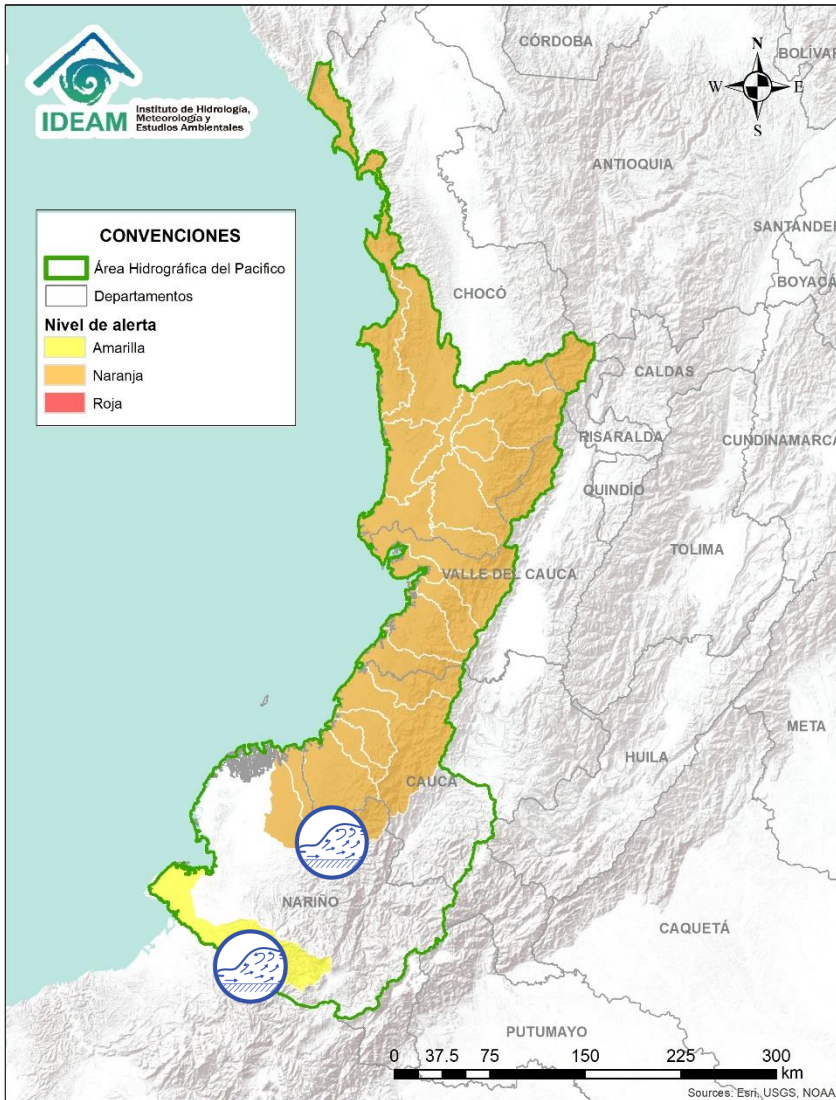 IDEAM
Instituto de Hidrología,
Meteorología y
Estudios Ambientales
CÓRDOBA
BOLÍVAR
N
W
E
S
ANTIOQUIA
SANTANDER
BOYACÁ
CONVENCIONES
Área Hidrográfica del Pacifico
Departamentos
Nivel de alerta
Amarilla
Naranja
Roja
CHOCÓ
CALDAS
RISARALDA
CUNDINAMARCA
QUINDÍO
TOLIMA
VALLE DEL CAUCA
META
HUILA
CAUCA
NARIÑO
CAQUETÁ
PUTUMAYO
0 37.5 75 150 225 300
km
Sources: Esri, USGS, NOAA